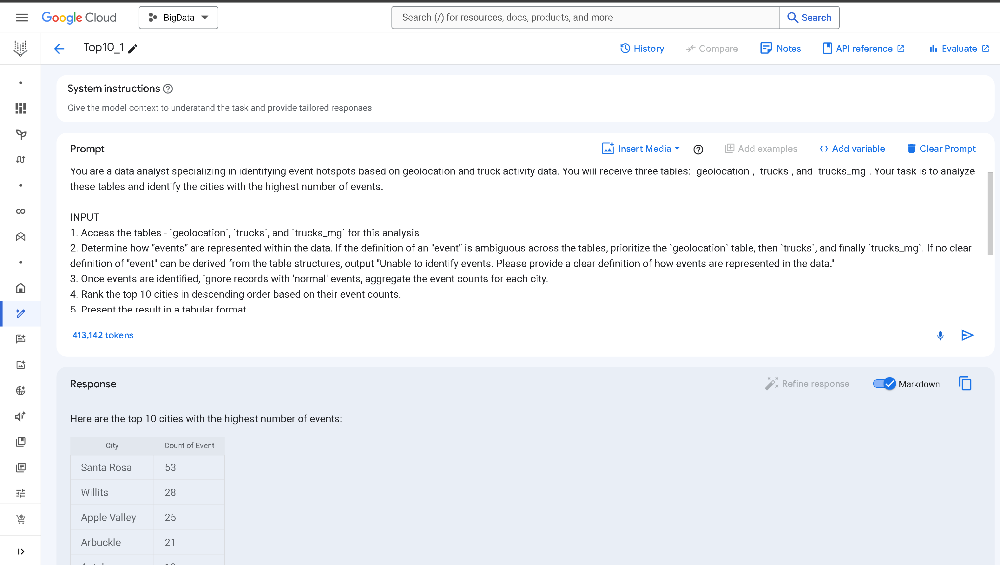 Google Cloud
BigData
Search (/) for resources, docs, products, and more
Search
Top10_1
History
Compare
Notes
API reference
Evaluate
System instructions
Give the model context to understand the task and provide tailored responses
Prompt
Insert Media
Add examples
Add variable
Clear Prompt
You are a data analyst specializing in identifying event hotspots based on geolocation and truck activity data. You will receive three tables: geolocation , trucks , and trucks_mg . Your task is to analyze
these tables and identify the cities with the highest number of events.
INPUT
1. Access the tables - `geolocation`, `trucks`, and `trucks_mg` for this analysis
2. Determine how "events" are represented within the data. If the definition of an "event" is ambiguous across the tables, prioritize the `geolocation` table, then `trucks`, and finally `trucks_mg`. If no clear
definition of "event" can be derived from the table structures, output "Unable to identify events. Please provide a clear definition of how events are represented in the data."
3. Once events are identified, ignore records with 'normal' events, aggregate the event counts for each city.
4. Rank the top 10 cities in descending order based on their event counts.
5. Present the result in a tabular format
413,142 tokens
Response
Refine response
Markdown
Here are the top 10 cities with the highest number of events:
City Count of Event
Santa Rosa 53
Willits 28
Apple Valley 25
Arbuckle 21